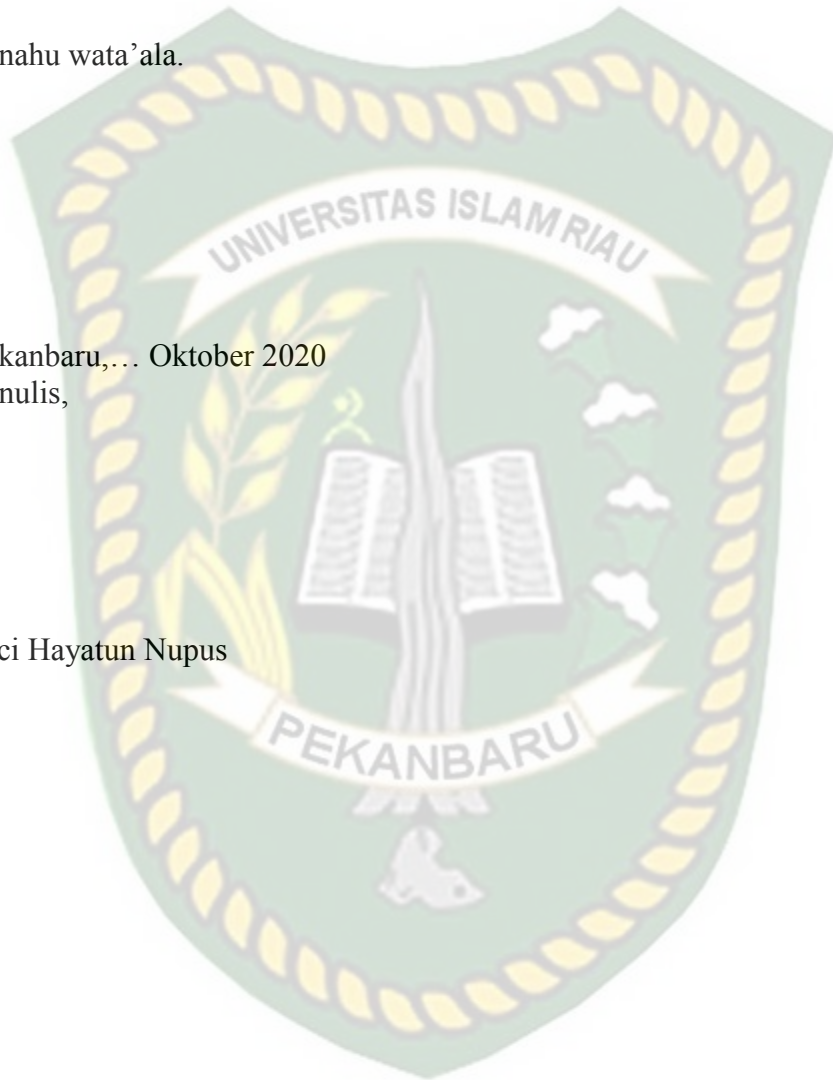 nahu wata’ala.
UNIVERSITAS ISLAM RIAU
kanbaru,… Oktober 2020
nulis,
ci Hayatun Nupus
PEKANBARU